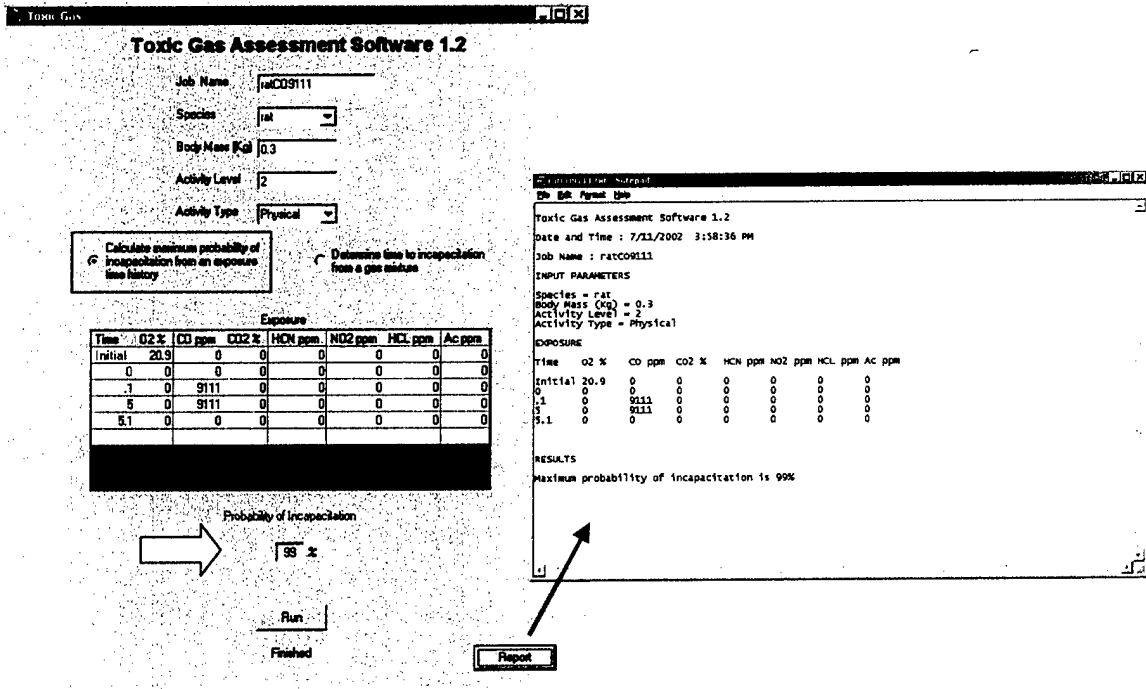 Toxic Gas
Toxic Gas Assessment Software 1.2
Job Name ratCO9111
Species rat
Body Mass (Kg) 0.3
Activity Level 2
Activity Type Physical
Calculate maximum probability of
incapacitation from an exposure
time history
Determine time to incapacitation
from a gas mixture
Exposure
Time O2 % CO ppm CO2 % HCN ppm NO2 ppm HCL ppm Ac ppm
Initial 20.9 0 0 0 0 0 0
0 0 0 0 0 0 0 0
.1 0 9111 0 0 0 0 0
5 0 9111 0 0 0 0 0
5.1 0 0 0 0 0 0 0
Probability of Incapacitation
99 %
Run
Finished
Report
Notepad
File Edit Format Help
Toxic Gas Assessment Software 1.2
Date and Time : 7/11/2002 3:58:36 PM
Job Name : ratCO9111
INPUT PARAMETERS
Species = rat
Body Mass (Kg) = 0.3
Activity Level = 2
Activity Type = Physical
EXPOSURE
Time O2 % CO ppm CO2 % HCN ppm NO2 ppm HCL ppm Ac ppm
Initial 20.9 0 0 0 0 0 0
0 0 0 0 0 0 0 0
.1 0 9111 0 0 0 0 0
5 0 9111 0 0 0 0 0
5.1 0 0 0 0 0 0 0
RESULTS
Maximum probability of incapacitation is 99%